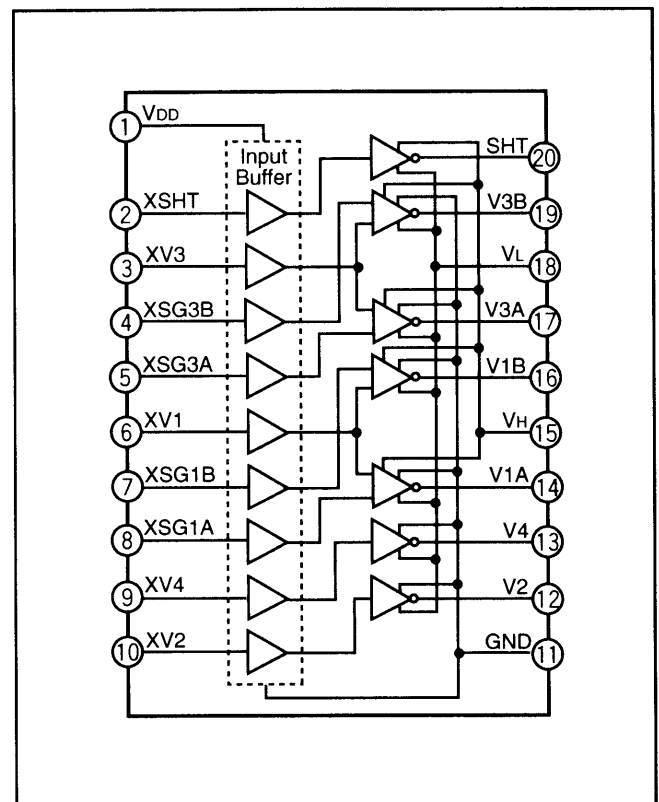 1 VDD
Input
Buffer
2 XSHT
3 XV3
4 XSG3B
5 XSG3A
6 XV1
7 XSG1B
8 XSG1A
9 XV4
10 XV2
SHT 20
V3B 19
VL 18
V3A 17
V1B 16
VH 15
V1A 14
V4 13
V2 12
GND 11